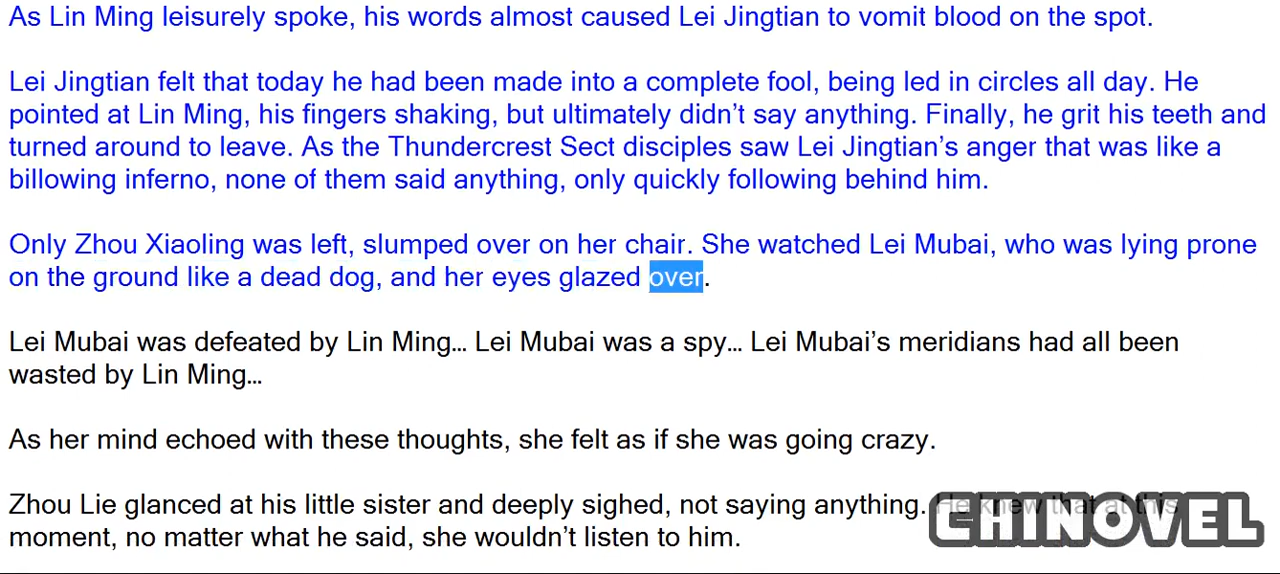 As Lin Ming leisurely spoke, his words almost caused Lei Jingtian to vomit blood on the spot.
Lei Jingtian felt that today he had been made into a complete fool, being led in circles all day. He
pointed at Lin Ming, his fingers shaking, but ultimately didn’t say anything. Finally, he grit his teeth and
turned around to leave. As the Thundercrest Sect disciples saw Lei Jingtian’s anger that was like a
billowing inferno, none of them said anything, only quickly following behind him.
Only Zhou Xiaoling was left, slumped over on her chair. She watched Lei Mubai, who was lying prone
on the ground like a dead dog, and her eyes glazed over.
Lei Mubai was defeated by Lin Ming… Lei Mubai was a spy… Lei Mubai’s meridians had all been
wasted by Lin Ming…
As her mind echoed with these thoughts, she felt as if she was going crazy.
Zhou Lie glanced at his little sister and deeply sighed, not saying anything. He knew that at this
moment, no matter what he said, she wouldn’t listen to him.
CHINOVEL